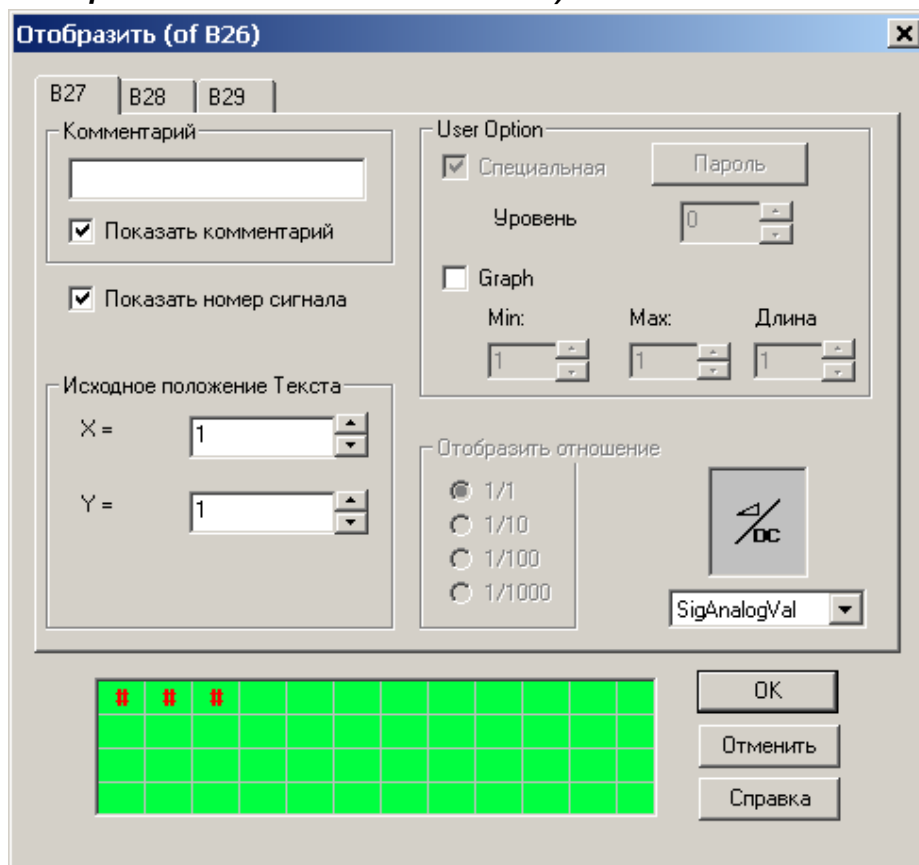 Отобразить (of B26)
B27 B28 B29
Комментарий
Показать комментарий
Показать номер сигнала
Исходное положение Текста
X = 1
Y = 1
User Option
Специальная Пароль
Уровень 0
Graph
Min: Max: Длина
1 1 1
Отобразить отношение
1/1
1/10
1/100
1/1000
DC
SigAnalogVal
# # #
OK
Отменить
Справка